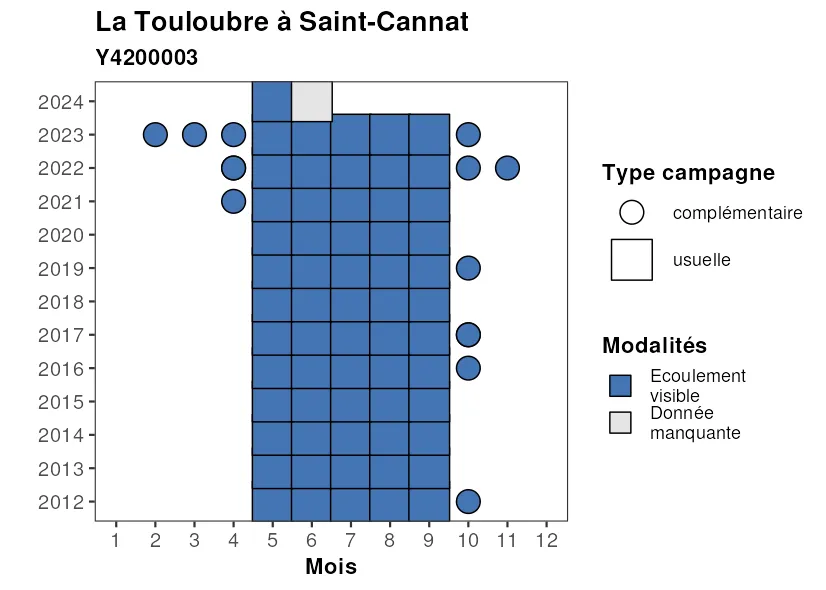 La Touloubre à Saint-Cannat
Y4200003
2024
2023
2022
2021
2020
2019
2018
2017
2016
2015
2014
2013
2012
1 2 3 4 5 6 7 8 9 10 11 12
Mois
Type campagne
complémentaire
usuelle
Modalités
Ecoulement
visible
Donnée
manquante